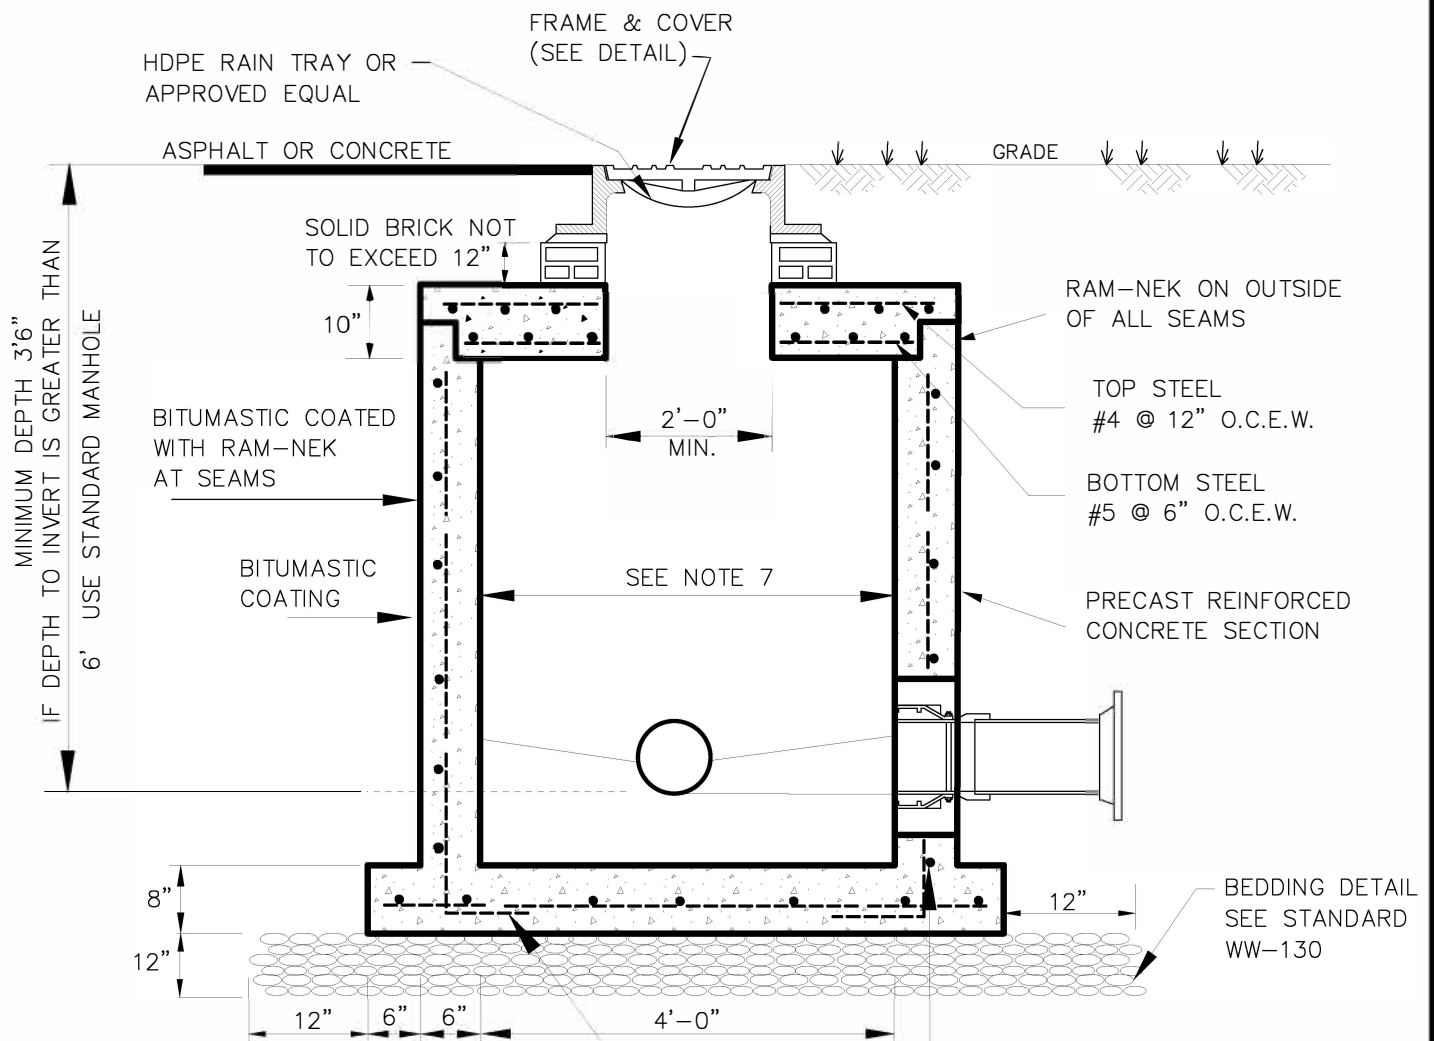 FRAME & COVER
(SEE DETAIL)
HDPE RAIN TRAY OR
APPROVED EQUAL
ASPHALT OR CONCRETE
GRADE
SOLID BRICK NOT
TO EXCEED 12”
10”
RAM-NEK ON OUTSIDE
OF ALL SEAMS
TOP STEEL
#4 @ 12” O.C.E.W.
BOTTOM STEEL
#5 @ 6” O.C.E.W.
2’-0”
MIN.
BITUMASTIC COATED
WITH RAM-NEK
AT SEAMS
MINIMUM DEPTH 3’6”
IF DEPTH TO INVERT IS GREATER THAN
6’ USE STANDARD MANHOLE
BITUMASTIC
COATING
SEE NOTE 7
PRECAST REINFORCED
CONCRETE SECTION
8”
12”
12”
BEDDING DETAIL
SEE STANDARD
WW-130
12”
6”
6”
4’-0”